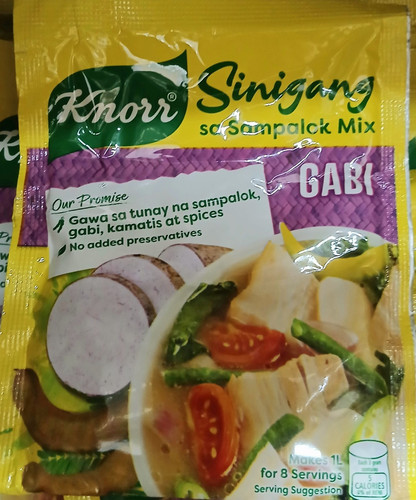 Knorr®
Sinigang
sa Sampalok Mix
GABI
Our Promise
Gawa sa tunay na sampalok,
gabi, kamatis at spices
No added preservatives
Makes 1L
for 8 Servings
Serving Suggestion
5
CALORIES